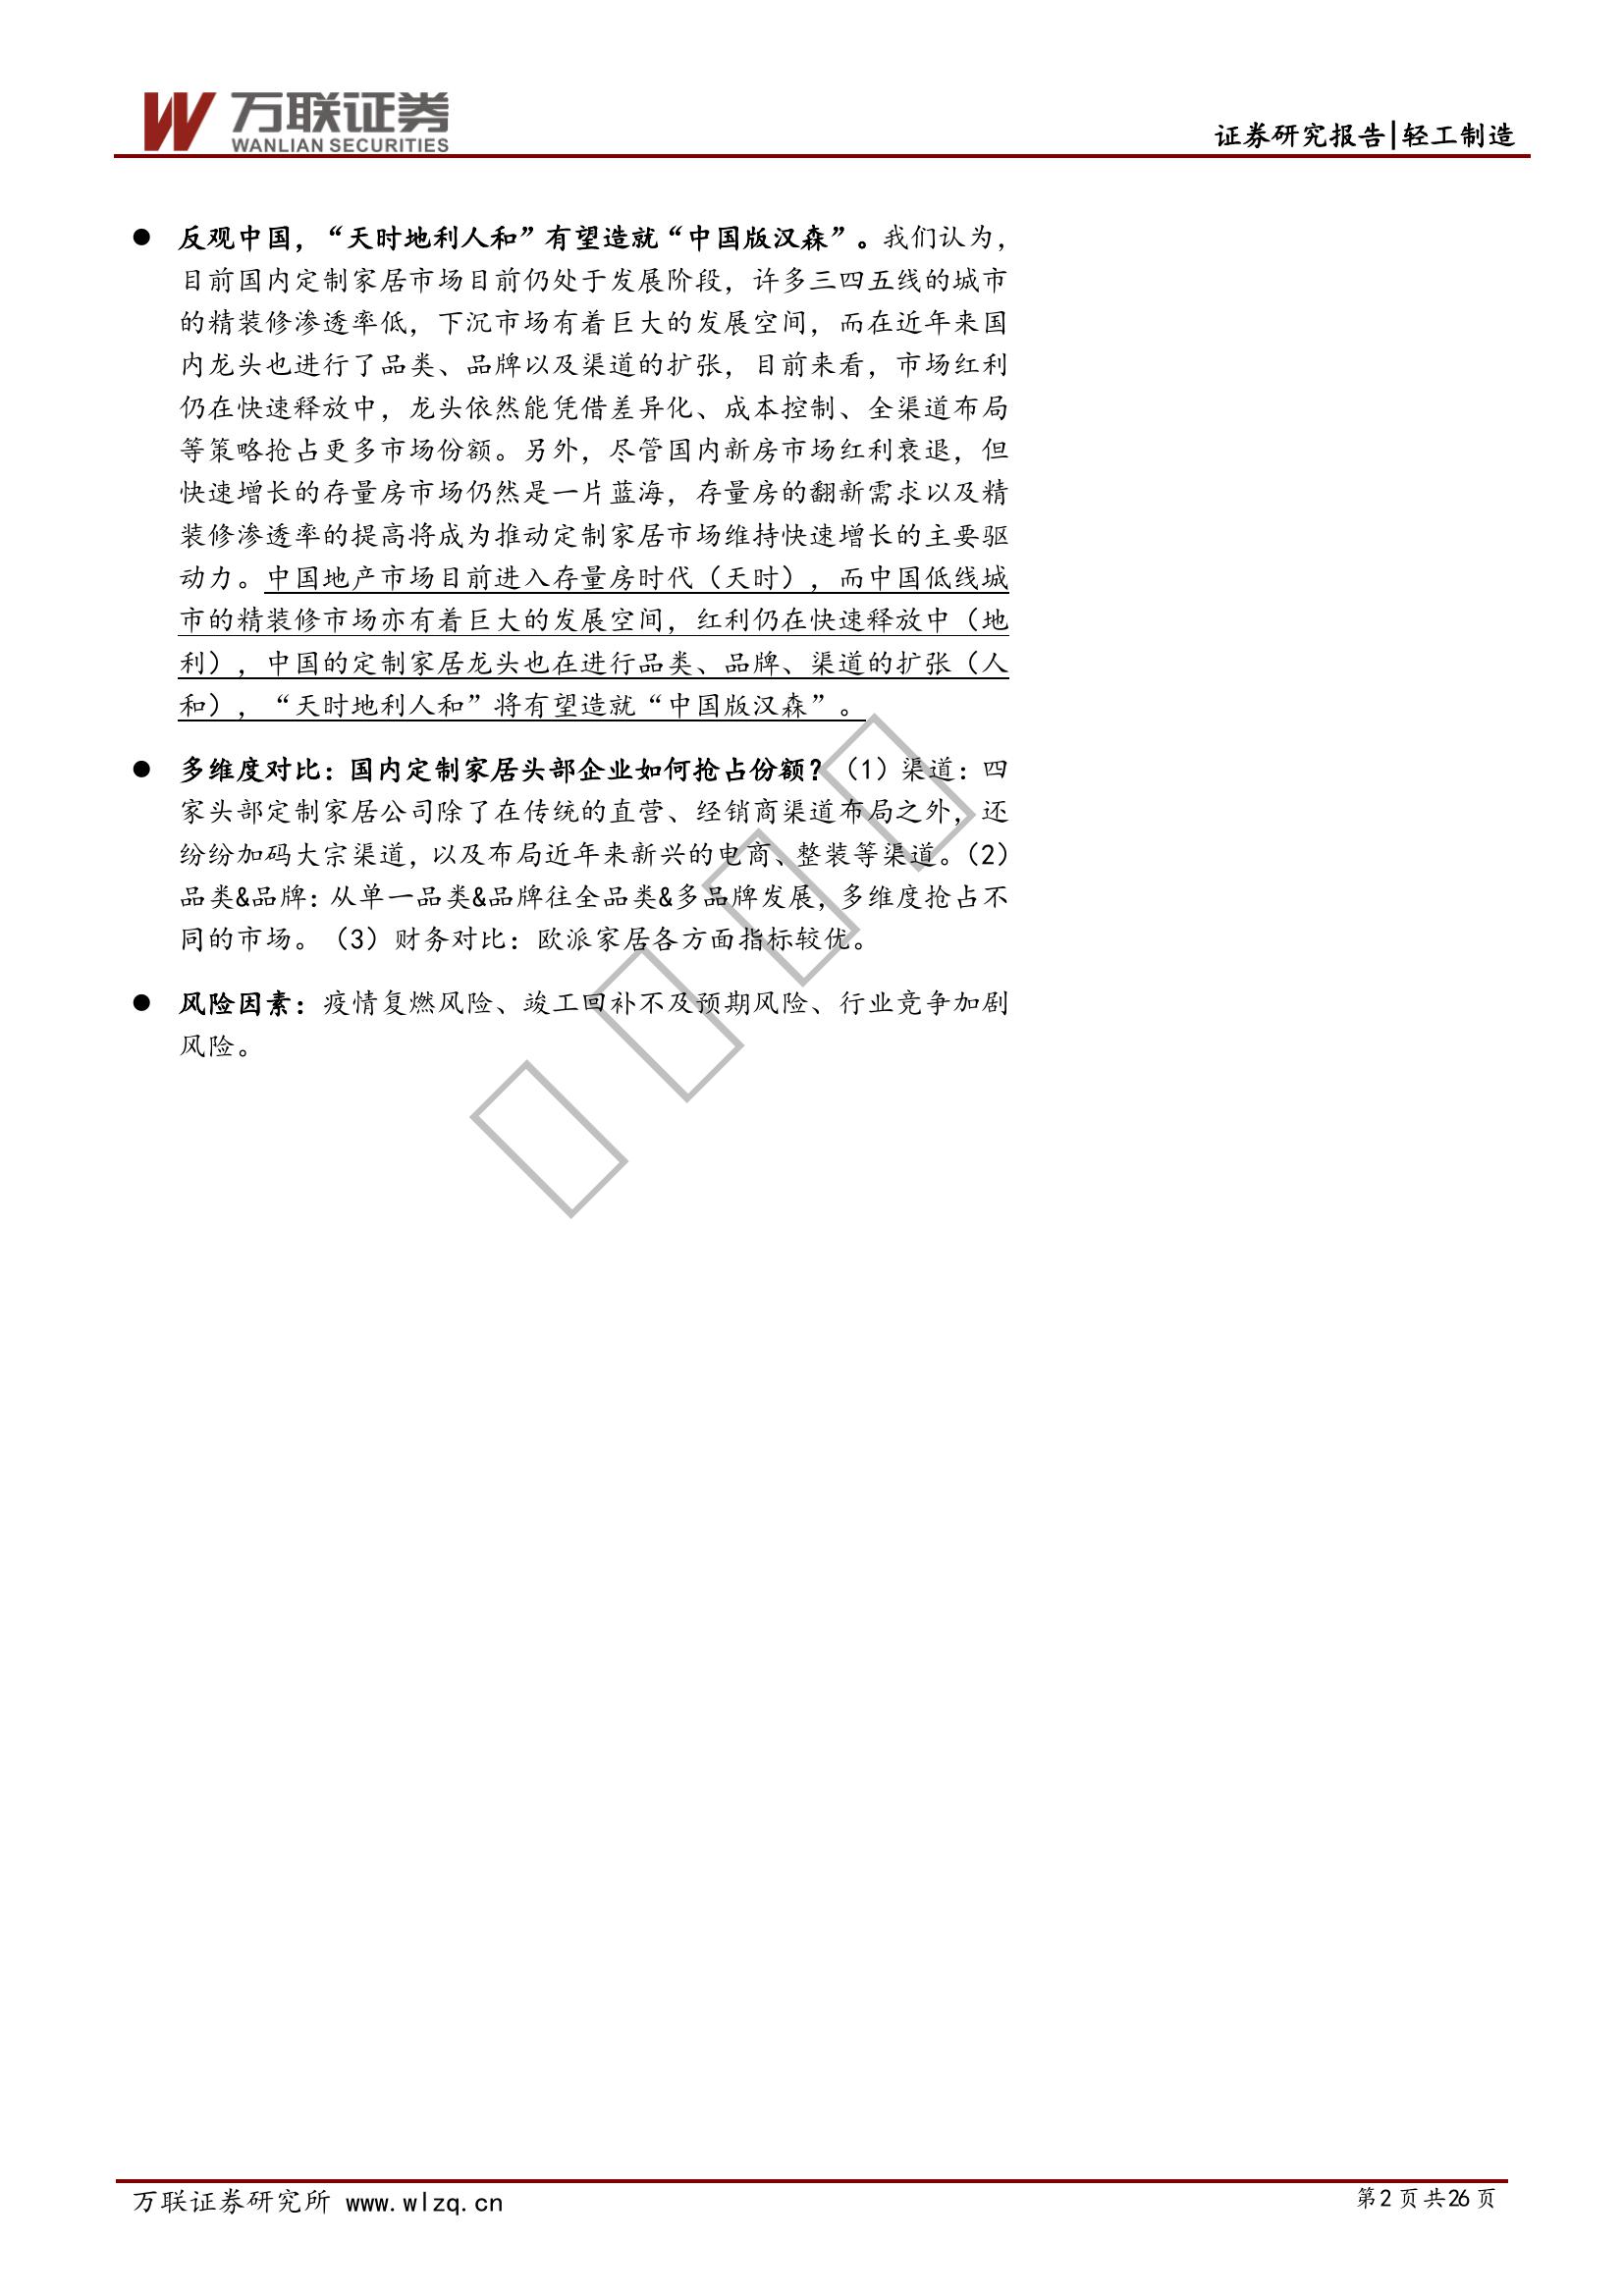 万联证券
WANLIAN SECURITIES
证券研究报告|轻工制造
● 反观中国，“天时地利人和”有望造就“中国版汉森”。我们认为，
目前国内定制家居市场目前仍处于发展阶段，许多三四五线的城市
的精装修渗透率低，下沉市场有着巨大的发展空间，而在近年来国
内龙头也进行了品类、品牌以及渠道的扩张，目前来看，市场红利
仍在快速释放中，龙头依然能凭借差异化、成本控制、全渠道布局
等策略抢占更多市场份额。另外，尽管国内新房市场红利衰退，但
快速增长的存量房市场仍然是一片蓝海，存量房的翻新需求以及精
装修渗透率的提高将成为推动定制家居市场维持快速增长的主要驱
动力。中国地产市场目前进入存量房时代（天时），而中国低线城
市的精装修市场亦有着巨大的发展空间，红利仍在快速释放中（地
利），中国的定制家居龙头也在进行品类、品牌、渠道的扩张（人
和），“天时地利人和”将有望造就“中国版汉森”。
● 多维度对比：国内定制家居头部企业如何抢占份额？（1）渠道：四
家头部定制家居公司除了在传统的直营、经销商渠道布局之外，还
纷纷加码大宗渠道，以及布局近年来新兴的电商、整装等渠道。（2）
品类&品牌：从单一品类&品牌往全品类&多品牌发展，多维度抢占不
同的市场。（3）财务对比：欧派家居各方面指标较优。
● 风险因素：疫情复燃风险、竣工回补不及预期风险、行业竞争加剧
风险。
万联证券研究所 www.wlzq.cn
第2页共26页